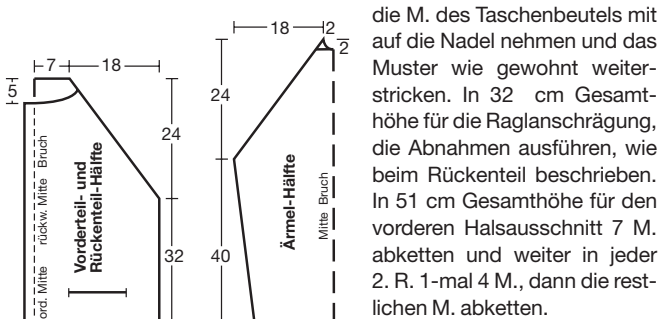 7
18
5
24
32
rückw. Mitte Bruch
ord. Mitte
Vorderteil- und
Rückenteil-Hälfte
18
2
2
24
40
Ärmel-Hälfte
Mitte Bruch
die M. des Taschenbeutels mit
auf die Nadel nehmen und das
Muster wie gewohnt weiter-
stricken. In 32 cm Gesamt-
höhe für die Raglanschrägung,
die Abnahmen ausführen, wie
beim Rückenteil beschrieben.
In 51 cm Gesamthöhe für den
vorderen Halsausschnitt 7 M.
abketten und weiter in jeder
2. R. 1-mal 4 M., dann die rest-
lichen M. abketten.